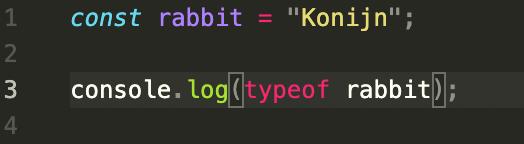 1 const rabbit = "Konijn";
2
3 console.log(typeof rabbit);
4